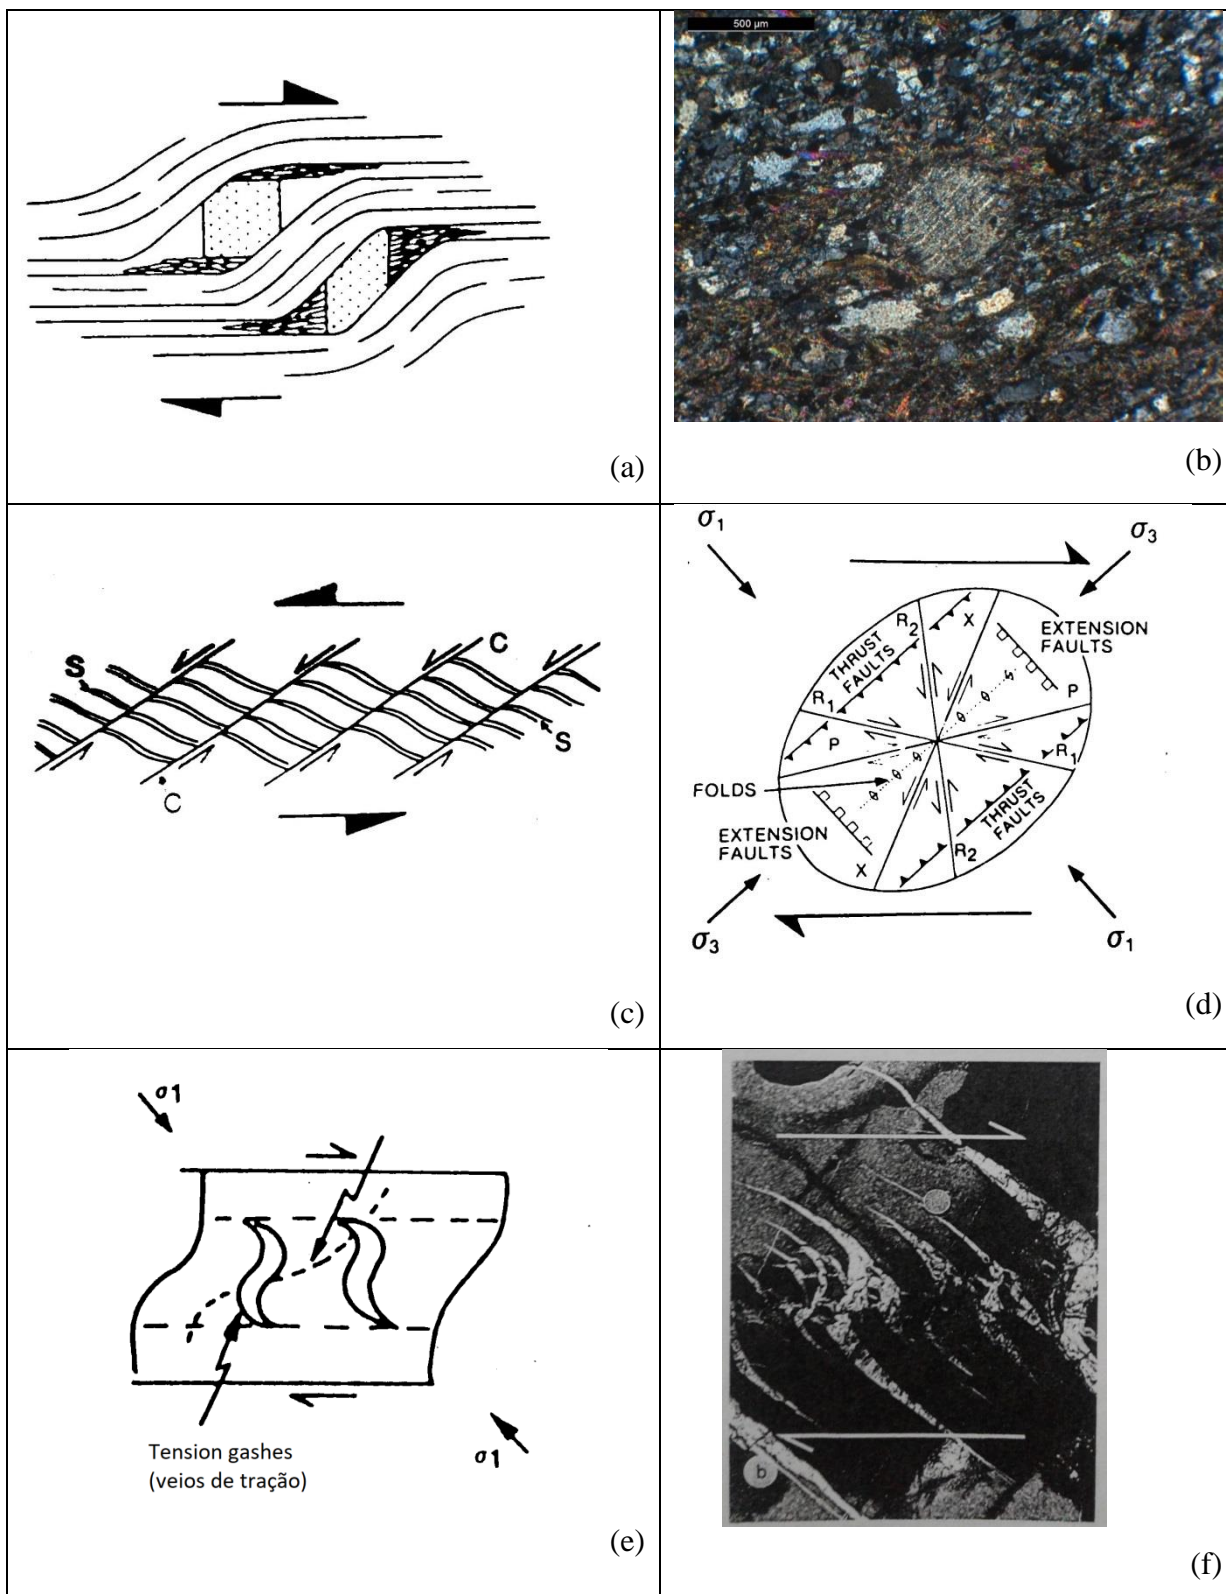 (a)
500 µm
(b)
S
C
S
C
(c)
σ1
σ3
R2
X
THRUST
FAULTS
EXTENSION
FAULTS
R1
P
P
R1
FOLDS
EXTENSION
FAULTS
THRUST
FAULTS
X
R2
σ3
σ1
(d)
σ1
σ1
Tension gashes
(veios de tração)
(e)
b
(f)